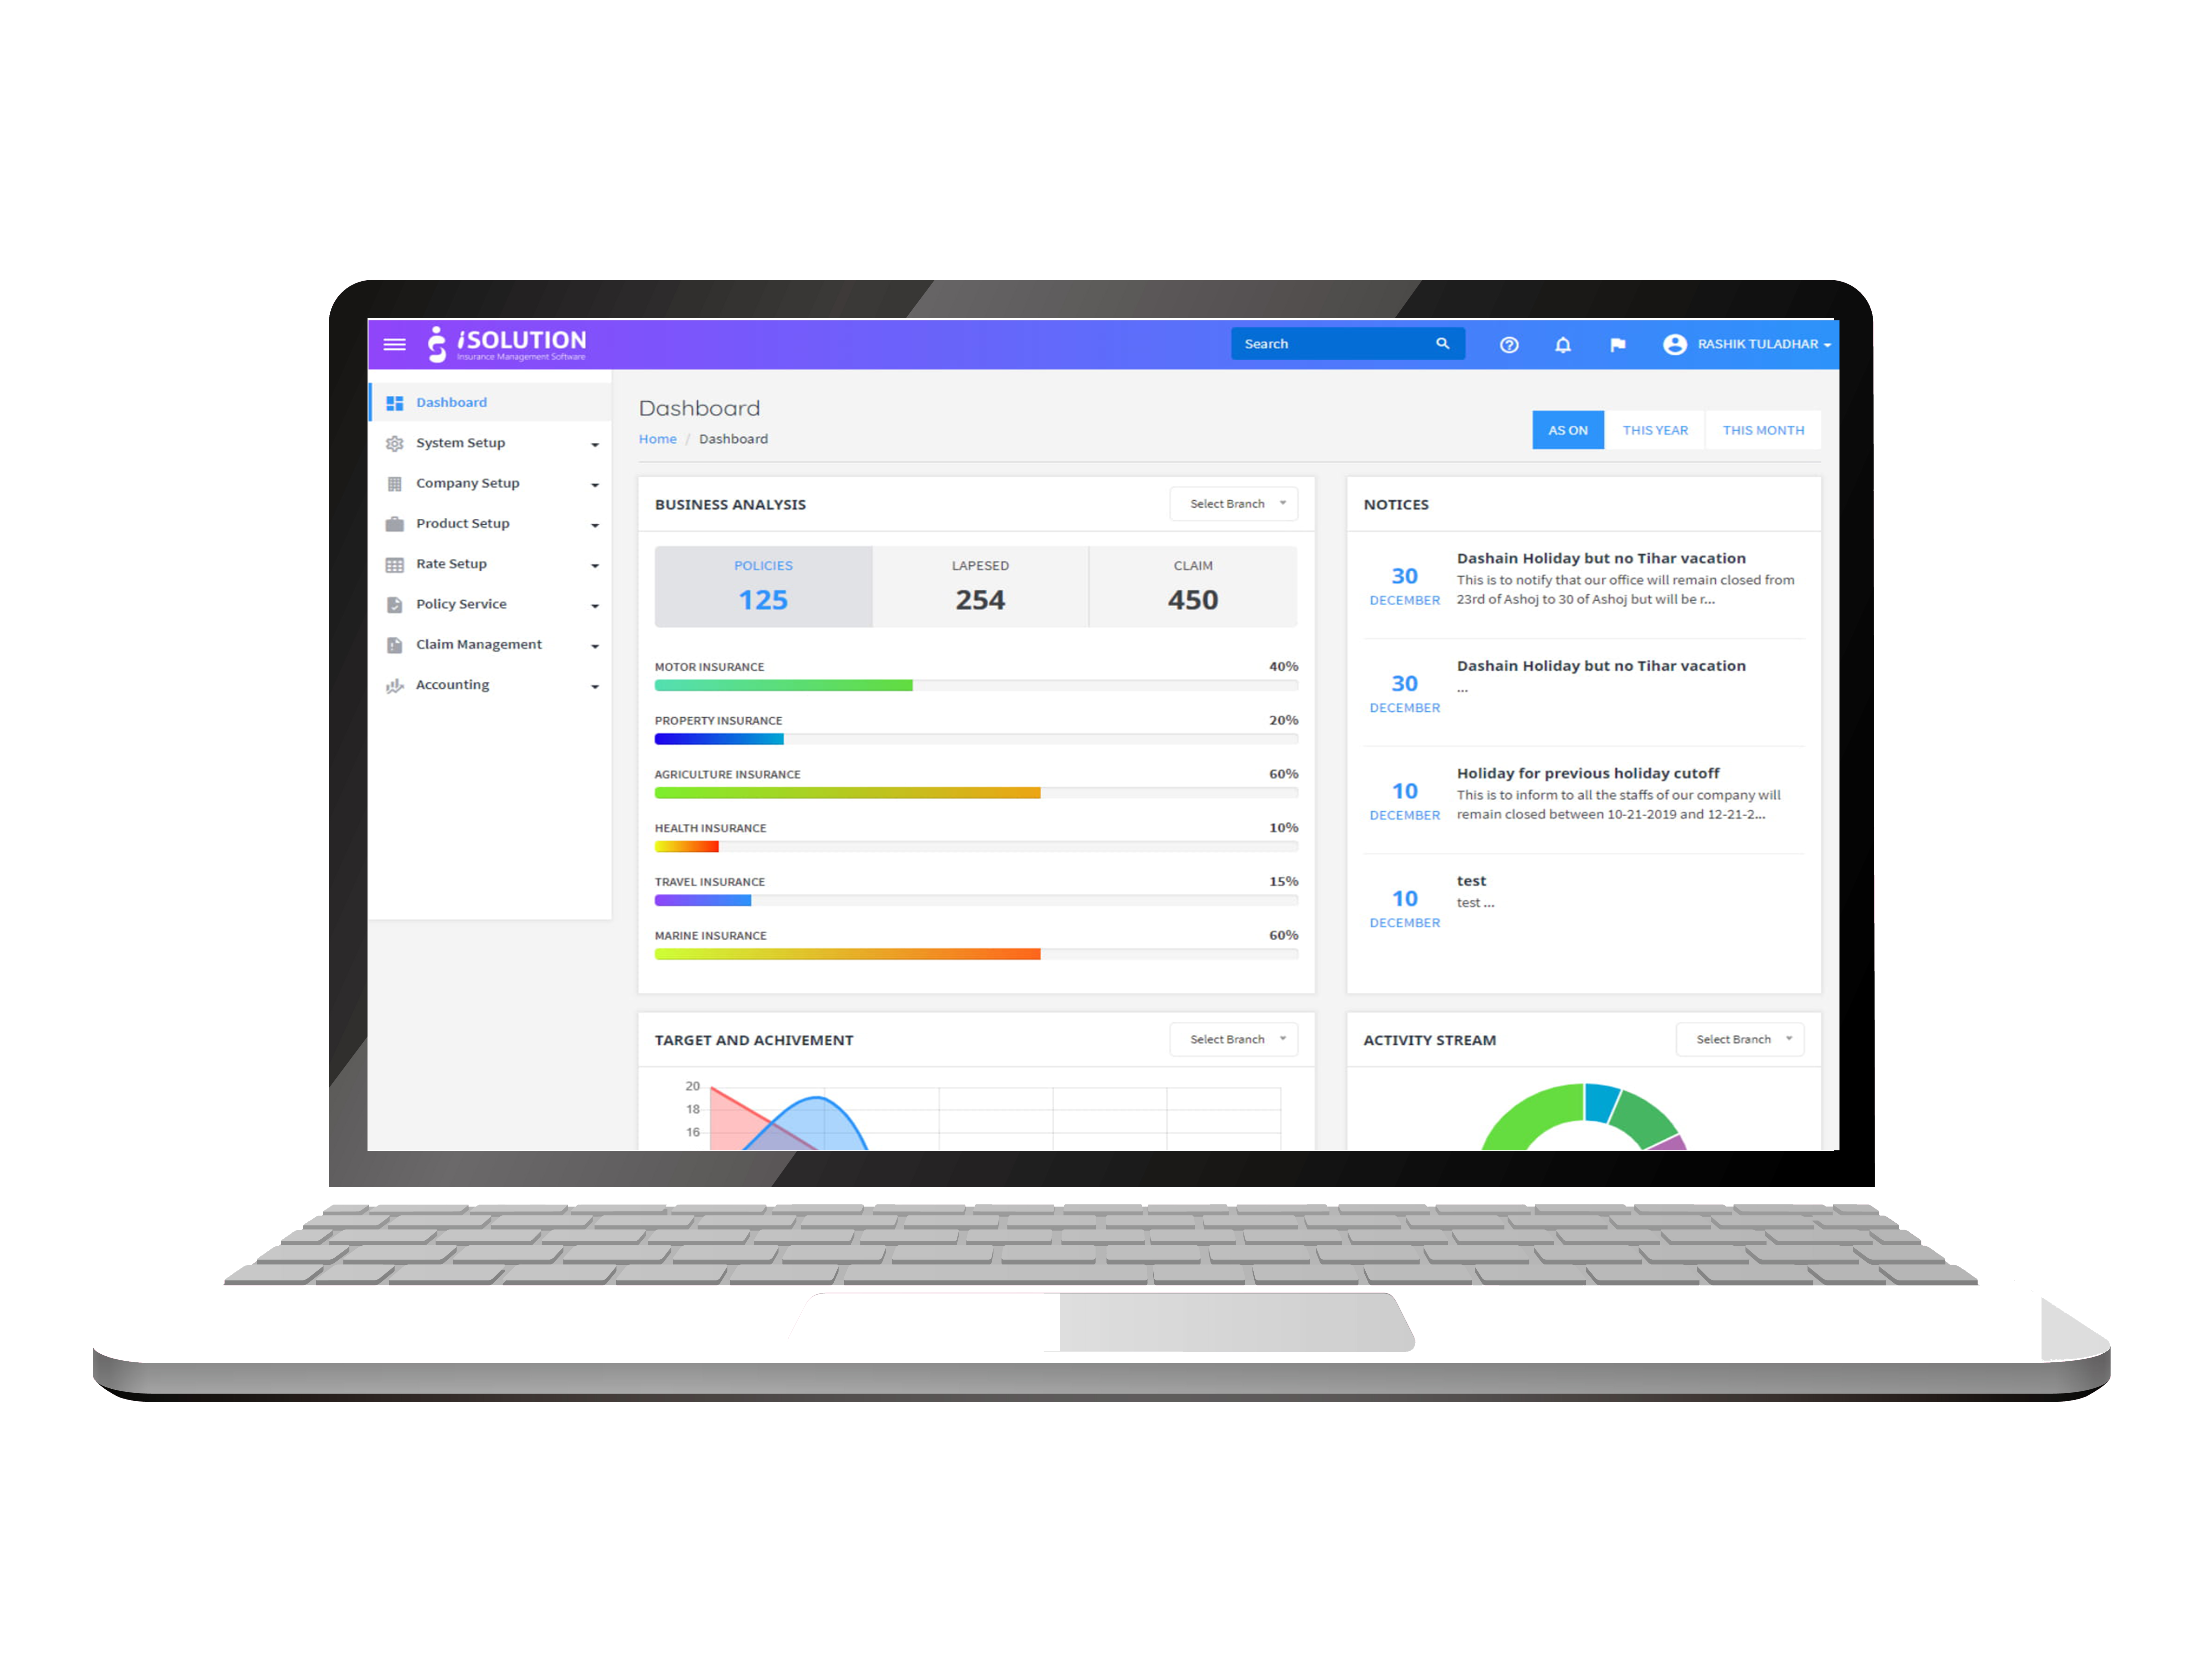 iSOLUTION
Insurance Management Software
Search
RASHIK TULADHAR
Dashboard
System Setup
Company Setup
Product Setup
Rate Setup
Policy Service
Claim Management
Accounting
Dashboard
Home / Dashboard
AS ON THIS YEAR THIS MONTH
BUSINESS ANALYSIS
Select Branch
POLICIES LAPESED CLAIM
125 254 450
MOTOR INSURANCE 40%
PROPERTY INSURANCE 20%
AGRICULTURE INSURANCE 60%
HEALTH INSURANCE 10%
TRAVEL INSURANCE 15%
MARINE INSURANCE 60%
NOTICES
30
DECEMBER
Dashain Holiday but no Tihar vacation
This is to notify that our office will remain closed from
23rd of Ashoj to 30 of Ashoj but will be r...
30
DECEMBER
Dashain Holiday but no Tihar vacation
...
10
DECEMBER
Holiday for previous holiday cutoff
This is to inform to all the staffs of our company will
remain closed between 10-21-2019 and 12-21-2...
10
DECEMBER
test
test ...
TARGET AND ACHIVEMENT
Select Branch
20
18
16
ACTIVITY STREAM
Select Branch